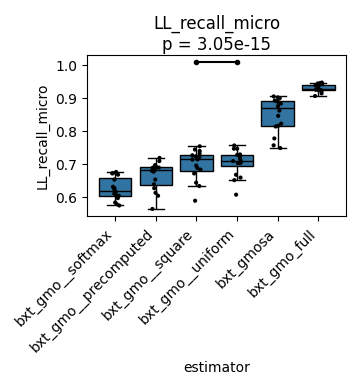 LL_recall_micro
p = 3.05e-15
LL_recall_micro
1.0
0.9
0.8
0.7
0.6
bxt_gmo__softmax
bxt_gmo__precomputed
bxt_gmo__square
bxt_gmo__uniform
bxt_gmosa
bxt_gmo_full
estimator